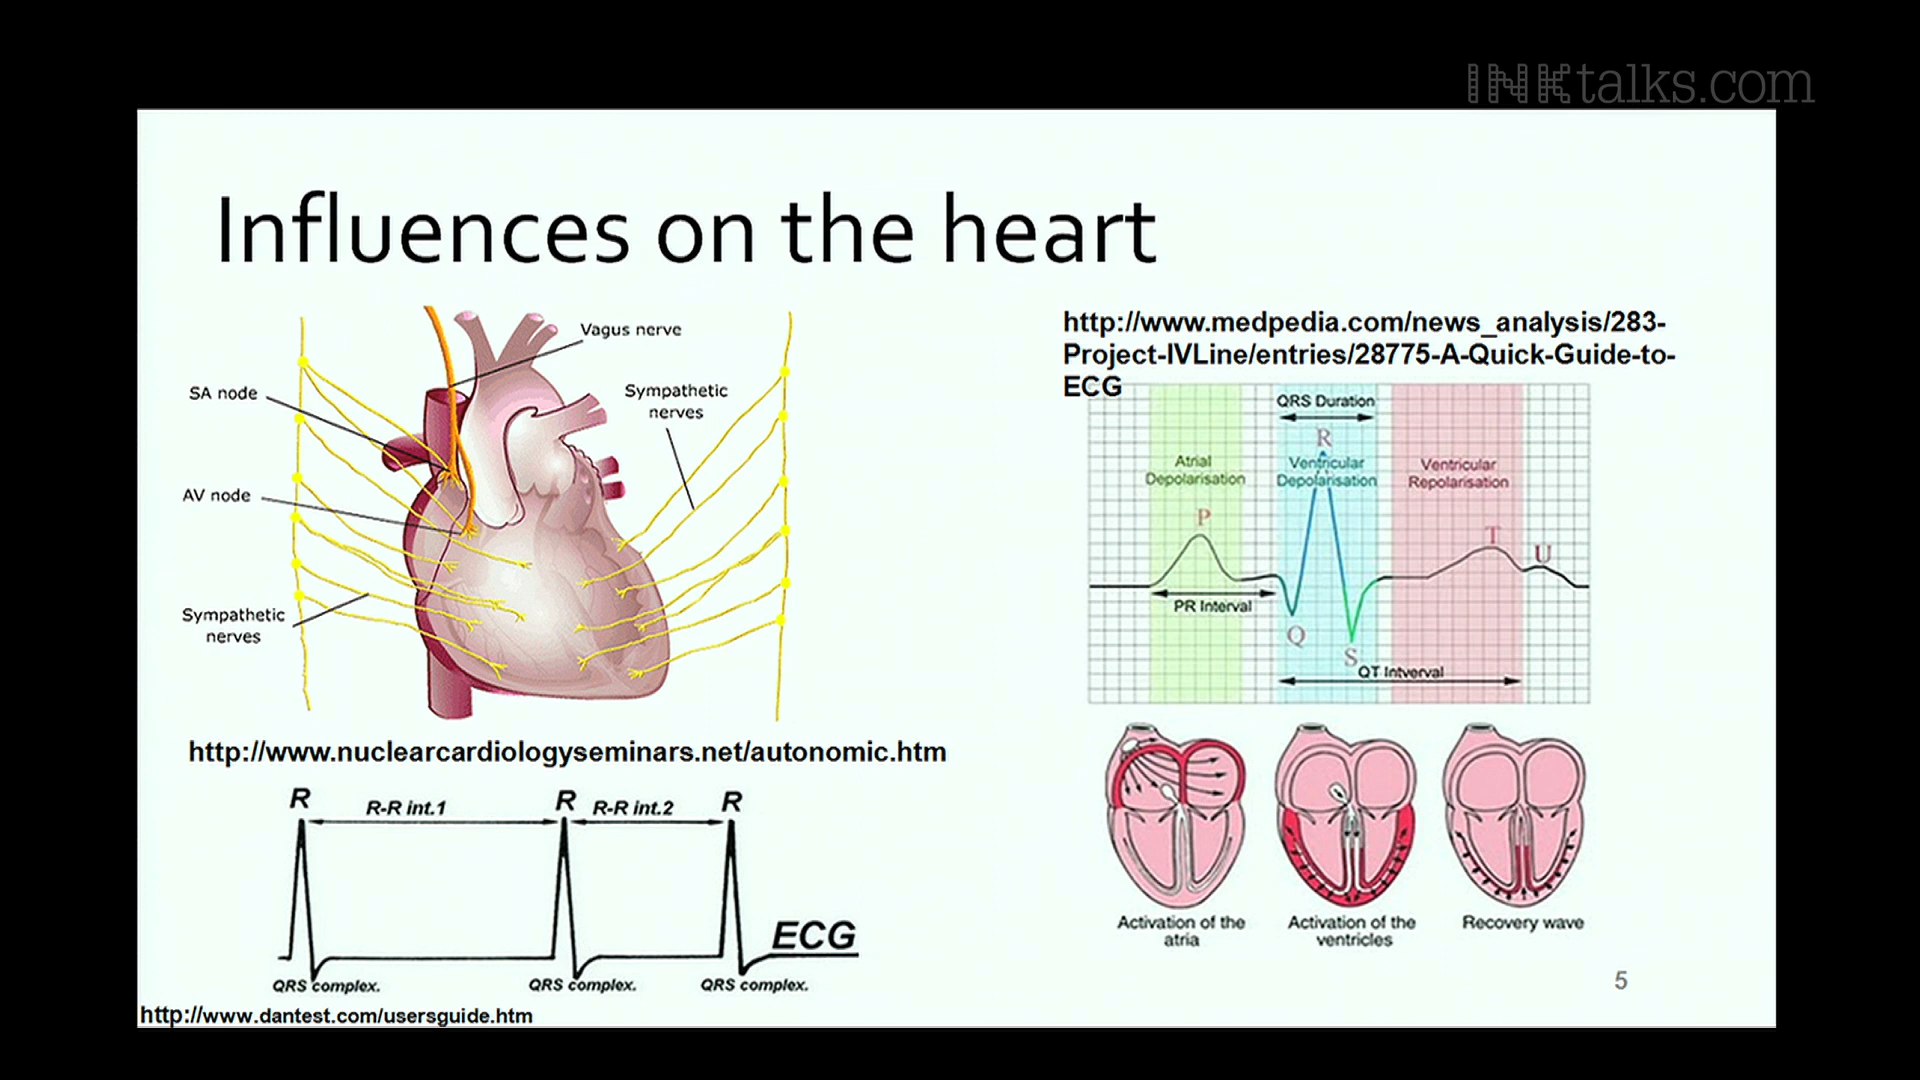 INKtalks.com
Influences on the heart
Vagus nerve
SA node
Sympathetic
nerves
AV node
Sympathetic
nerves
http://www.nuclearcardiologyseminars.net/autonomic.htm
http://www.medpedia.com/news_analysis/283-
Project-IVLine/entries/28775-A-Quick-Guide-to-
ECG
QRS Duration
R
Atrial
Depolarisation
Ventricular
Depolarisation
Ventricular
Repolarisation
P
T
U
PR Interval
Q
S
QT Intverval
Activation of the
atria
Activation of the
ventricles
Recovery wave
R
R-R int.1
R
R-R int.2
R
ECG
QRS complex.
QRS complex.
QRS complex.
http://www.dantest.com/usersguide.htm
5